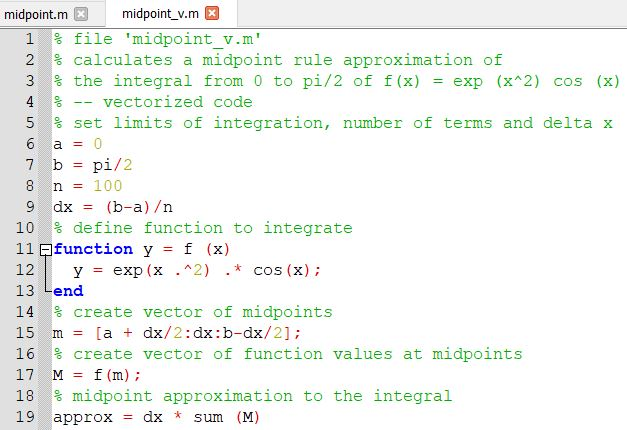 midpoint.m midpoint_v.m
1 % file 'midpoint_v.m'
2 % calculates a midpoint rule approximation of
3 % the integral from 0 to pi/2 of f(x) = exp (x^2) cos (x)
4 % -- vectorized code
5 % set limits of integration, number of terms and delta x
6 a = 0
7 b = pi/2
8 n = 100
9 dx = (b-a)/n
10 % define function to integrate
11 function y = f (x)
12   y = exp(x .^2) .* cos(x);
13 end
14 % create vector of midpoints
15 m = [a + dx/2:dx:b-dx/2];
16 % create vector of function values at midpoints
17 M = f(m);
18 % midpoint approximation to the integral
19 approx = dx * sum (M)